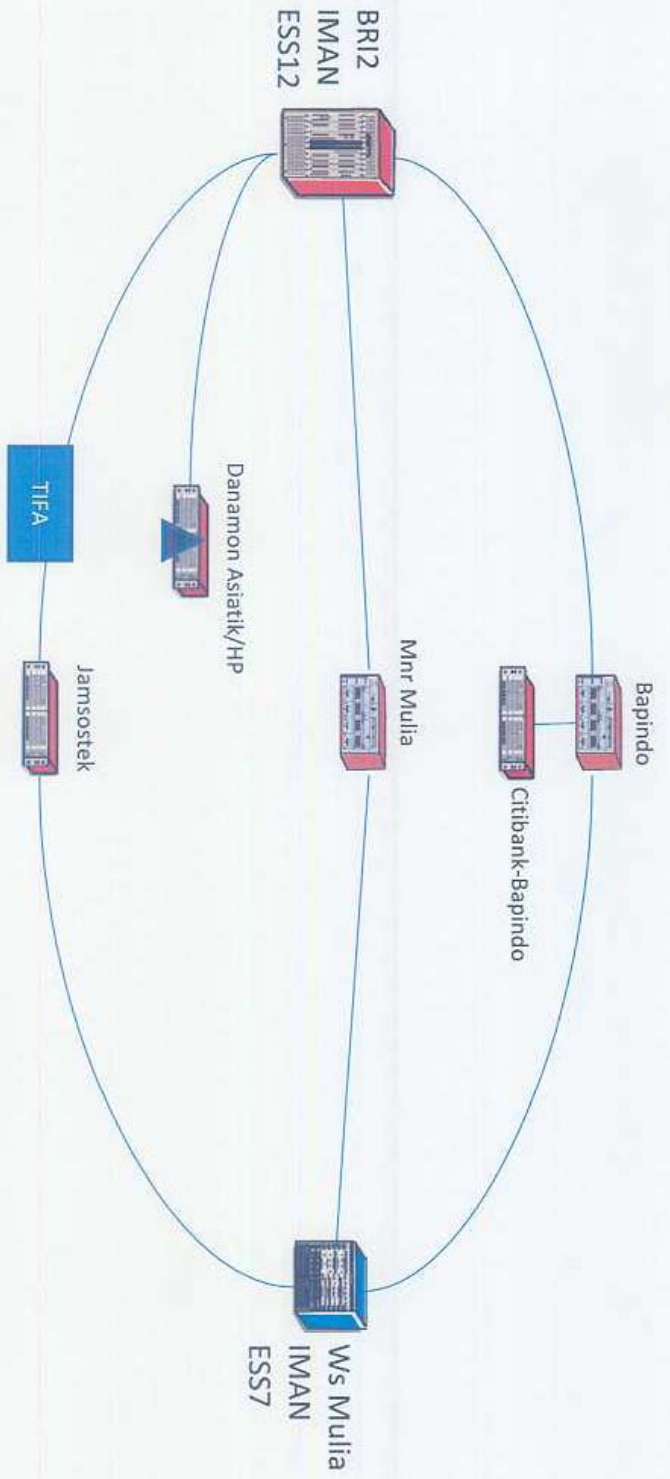 BRI2
IMAN
ESS12
Bapindo
Citibank-Bapindo
Mnr Mulia
Danamon Asiatik/HP
TIFA
Jamsostek
Ws Mulia
IMAN
ESS7